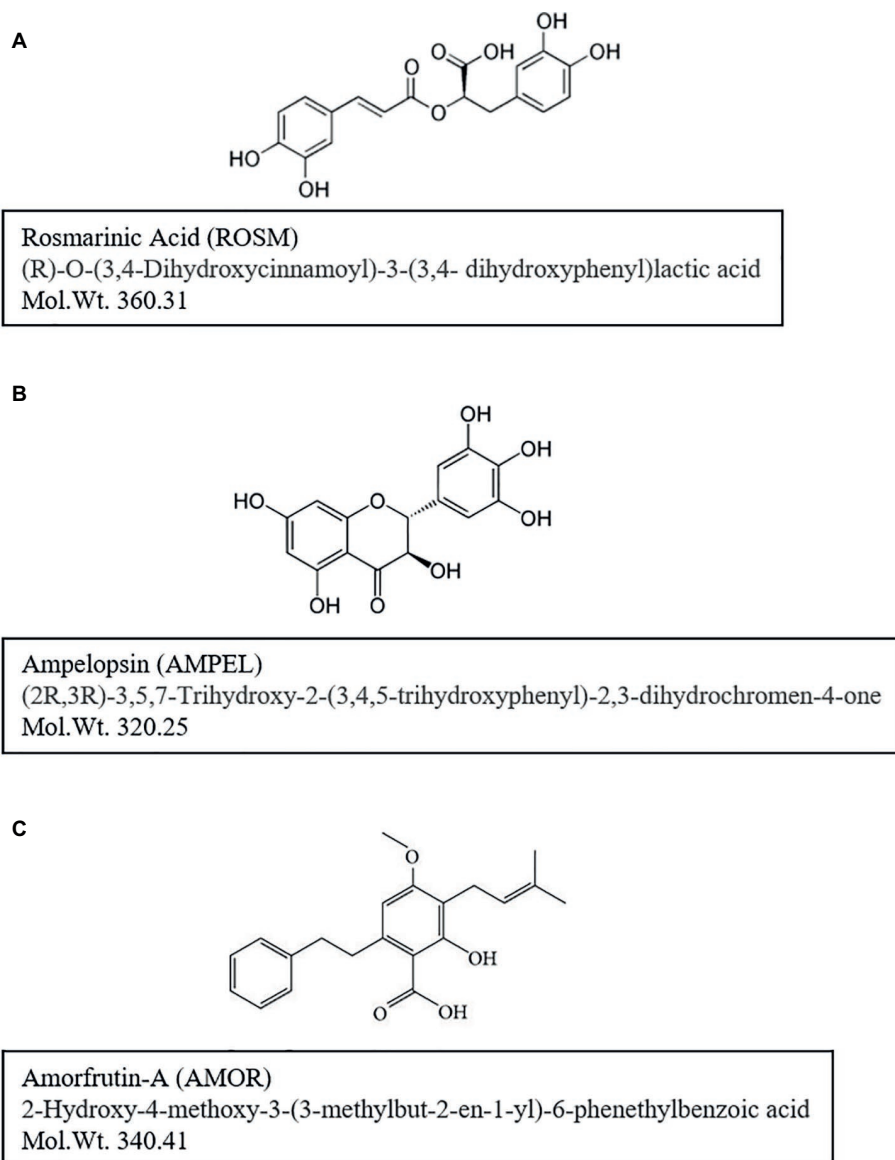 A
OH
O
OH
OH
O
O
HO
OH
Rosmarinic Acid (ROSM)
(R)-O-(3,4-Dihydroxycinnamoyl)-3-(3,4- dihydroxyphenyl)lactic acid
Mol.Wt. 360.31
B
OH
OH
HO
O
OH
OH
OH
O
Ampelopsin (AMPEL)
(2R,3R)-3,5,7-Trihydroxy-2-(3,4,5-trihydroxyphenyl)-2,3-dihydrochromen-4-one
Mol.Wt. 320.25
C
O
OH
O
OH
Amorfrutin-A (AMOR)
2-Hydroxy-4-methoxy-3-(3-methylbut-2-en-1-yl)-6-phenethylbenzoic acid
Mol.Wt. 340.41